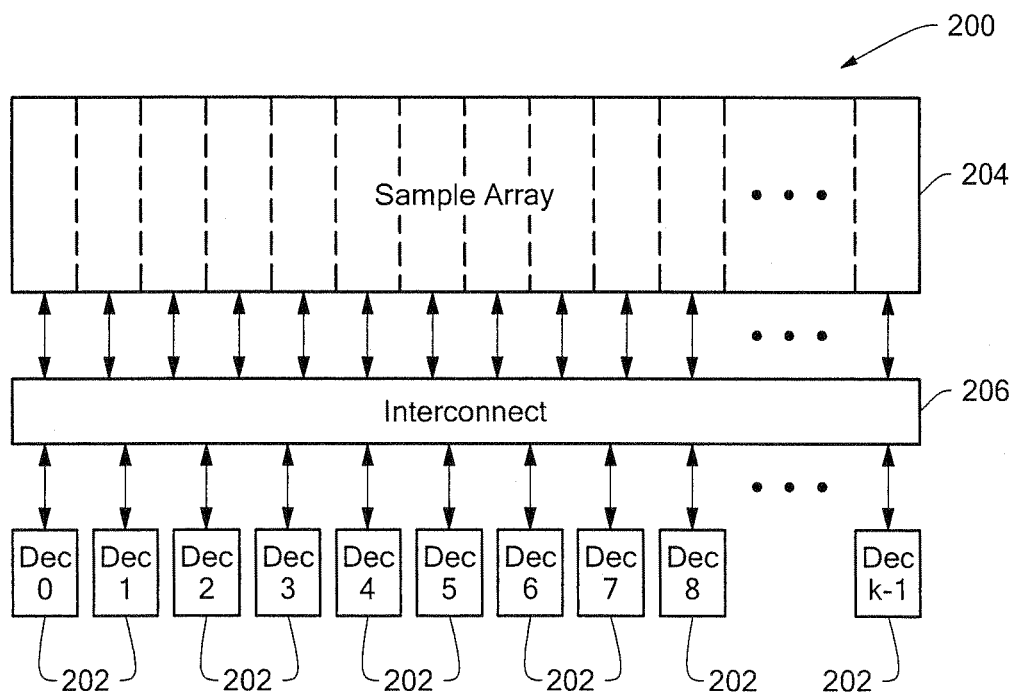 200
Sample Array
204
Interconnect
206
Dec 0
Dec 1
Dec 2
Dec 3
Dec 4
Dec 5
Dec 6
Dec 7
Dec 8
Dec k-1
202
202
202
202
202
202